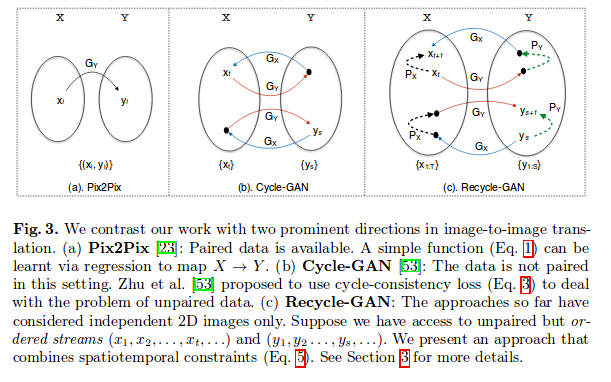 X Y
G_Y
x_i y_i
{(x_i, y_i)}
(a). Pix2Pix
X Y
G_X
x_t
G_Y
G_Y
y_s
G_X
{x_t} {y_s}
(b). Cycle-GAN
X Y
G_X
P_Y
x_{t+1}
P_X x_t
G_Y
G_Y
y_{s+1} P_Y
P_X
y_s
G_X
{x_{1:T}} {y_{1:S}}
(c). Recycle-GAN
Fig. 3. We contrast our work with two prominent directions in image-to-image trans-
lation. (a) Pix2Pix [23]: Paired data is available. A simple function (Eq. 1) can be
learnt via regression to map X → Y. (b) Cycle-GAN [53]: The data is not paired
in this setting. Zhu et al. [53] proposed to use cycle-consistency loss (Eq. 3) to deal
with the problem of unpaired data. (c) Recycle-GAN: The approaches so far have
considered independent 2D images only. Suppose we have access to unpaired but or-
dered streams (x_1, x_2, . . . , x_t, . . .) and (y_1, y_2 . . . , y_s, . . .). We present an approach that
combines spatiotemporal constraints (Eq. 5). See Section 3 for more details.